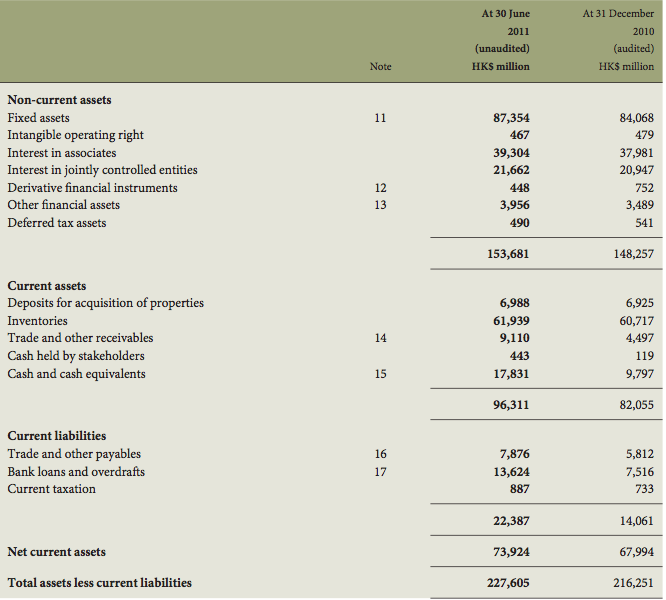 At 30 June At 31 December
2011 2010
(unaudited) (audited)
Note HK$ million HK$ million
Non-current assets
Fixed assets 11 87,354 84,068
Intangible operating right 467 479
Interest in associates 39,304 37,981
Interest in jointly controlled entities 21,662 20,947
Derivative financial instruments 12 448 752
Other financial assets 13 3,956 3,489
Deferred tax assets 490 541
153,681 148,257
Current assets
Deposits for acquisition of properties 6,988 6,925
Inventories 61,939 60,717
Trade and other receivables 14 9,110 4,497
Cash held by stakeholders 443 119
Cash and cash equivalents 15 17,831 9,797
96,311 82,055
Current liabilities
Trade and other payables 16 7,876 5,812
Bank loans and overdrafts 17 13,624 7,516
Current taxation 887 733
22,387 14,061
Net current assets 73,924 67,994
Total assets less current liabilities 227,605 216,251